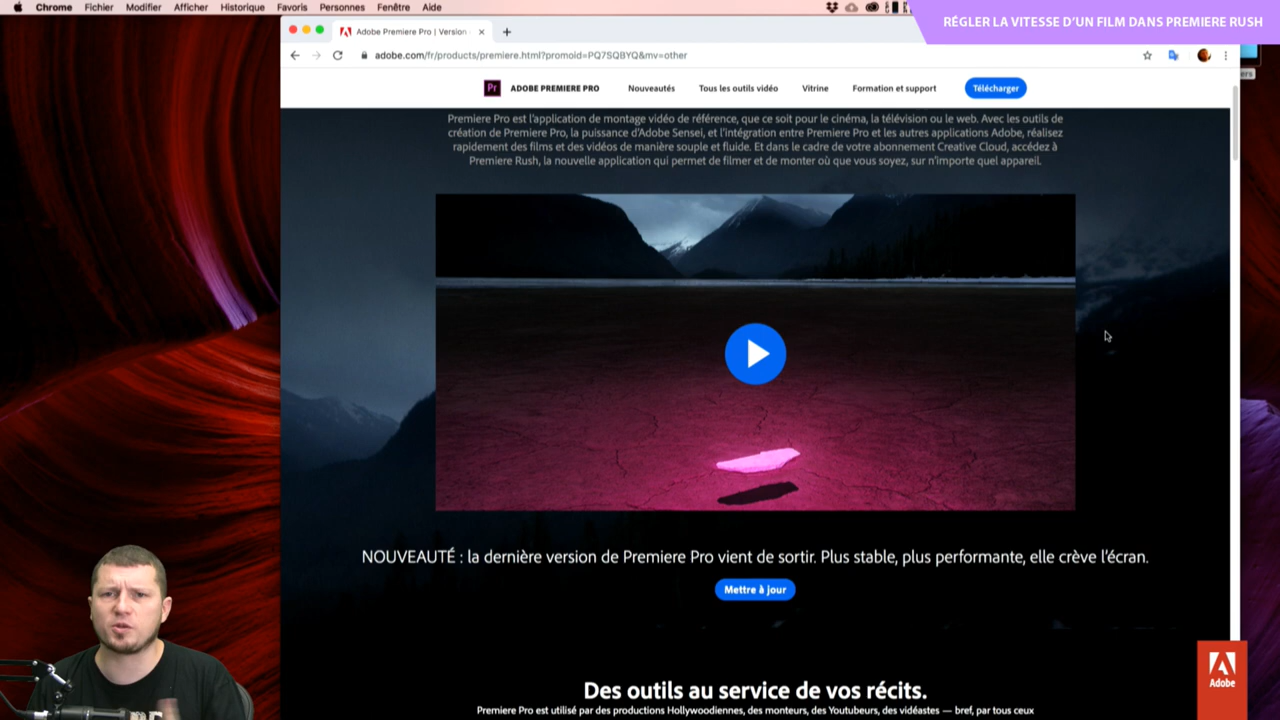 Chrome Fichier Modifier Afficher Historique Favoris Personnes Fenêtre Aide
RÉGLER LA VITESSE D'UN FILM DANS PREMIERE RUSH
Adobe Premiere Pro | Version
adobe.com/fr/products/premiere.html?promoid=PQ7SQBYQ&mv=other
Pr ADOBE PREMIERE PRO Nouveautés Tous les outils vidéo Vitrine Formation et support Télécharger
Premiere Pro est l'application de montage vidéo de référence, que ce soit pour le cinéma, la télévision ou le web. Avec les outils de
création de Premiere Pro, la puissance d'Adobe Sensei, et l'intégration entre Premiere Pro et les autres applications Adobe, réalisez
rapidement des films et des vidéos de manière souple et fluide. Et dans le cadre de votre abonnement Creative Cloud, accédez à
Premiere Rush, la nouvelle application qui permet de filmer et de monter où que vous soyez, sur n'importe quel appareil.
NOUVEAUTÉ : la dernière version de Premiere Pro vient de sortir. Plus stable, plus performante, elle crève l'écran.
Mettre à jour
Adobe
Des outils au service de vos récits.
Premiere Pro est utilisé par des productions Hollywoodiennes, des monteurs, des Youtubeurs, des vidéastes — bref, par tous ceux